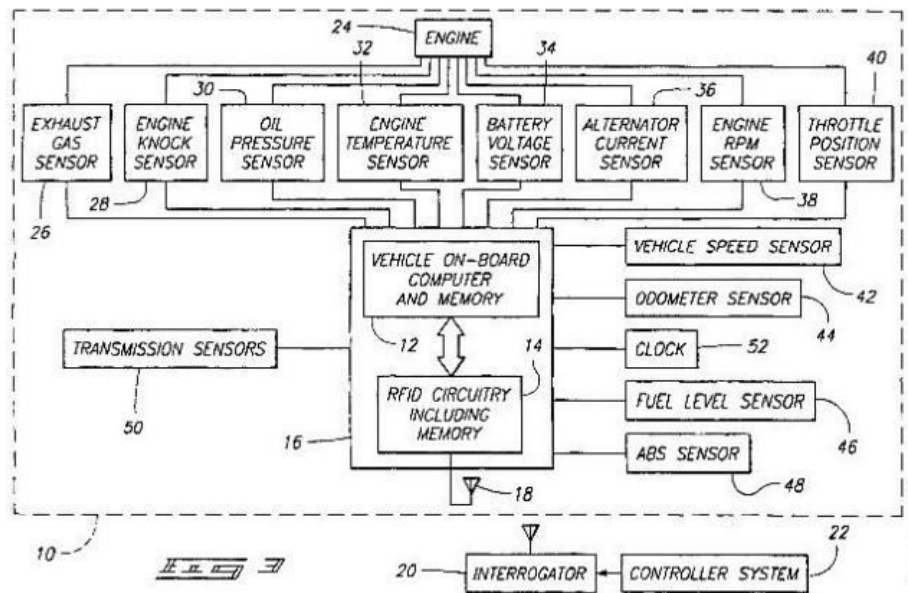 24
ENGINE
32
34
40
30
36
EXHAUST
GAS
SENSOR
ENGINE
KNOCK
SENSOR
OIL
PRESSURE
SENSOR
ENGINE
TEMPERATURE
SENSOR
BATTERY
VOLTAGE
SENSOR
ALTERNATOR
CURRENT
SENSOR
ENGINE
RPM
SENSOR
THROTTLE
POSITION
SENSOR
26
28
38
VEHICLE ON-BOARD
COMPUTER
AND MEMORY
VEHICLE SPEED SENSOR
42
ODOMETER SENSOR
44
12
14
CLOCK
52
TRANSMISSION SENSORS
50
RFID CIRCUITRY
INCLUDING
MEMORY
16
FUEL LEVEL SENSOR
46
ABS SENSOR
48
18
10
FIG 3
20
INTERROGATOR
CONTROLLER SYSTEM
22